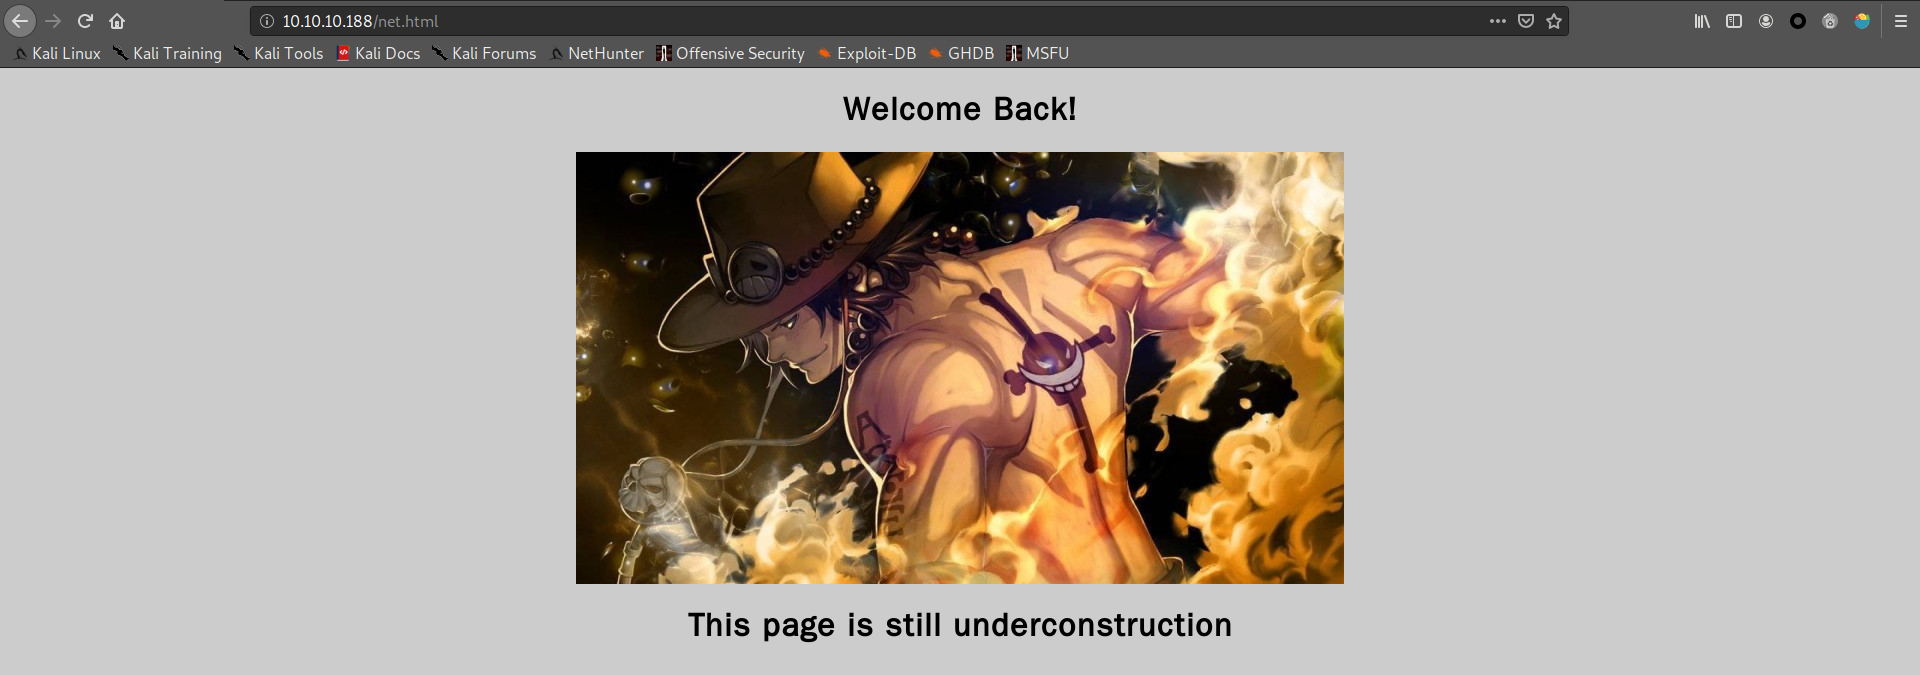 10.10.10.188/net.html
Kali Linux Kali Training Kali Tools Kali Docs Kali Forums NetHunter Offensive Security Exploit-DB GHDB MSFU
Welcome Back!
This page is still underconstruction